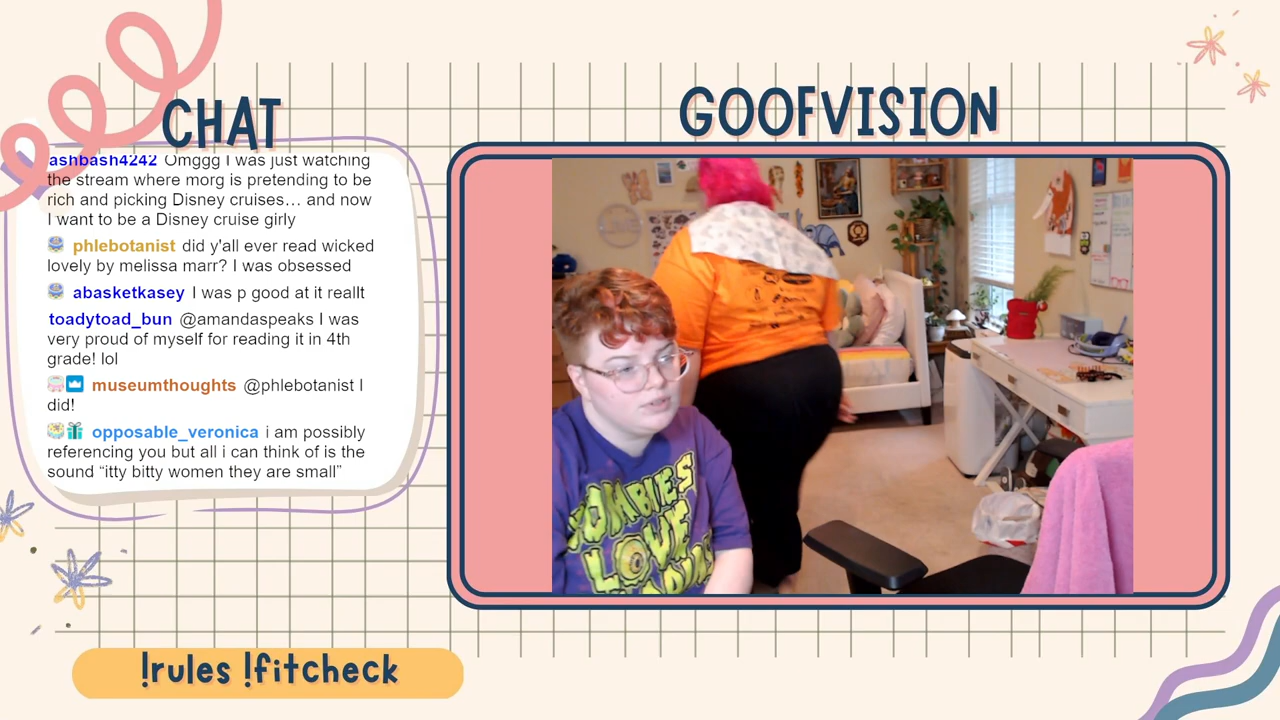 CHAT
GOOFVISION
ashbash4242 Omggg I was just watching
the stream where morg is pretending to be
rich and picking Disney cruises… and now
I want to be a Disney cruise girly
phlebotanist did y'all ever read wicked
lovely by melissa marr? I was obsessed
abasketkasey I was p good at it reallt
toadytoad_bun @amandaspeaks I was
very proud of myself for reading it in 4th
grade! lol
museumthoughts @phlebotanist I
did!
opposable_veronica i am possibly
referencing you but all i can think of is the
sound “itty bitty women they are small”
ZOMBIES
LOVE
!rules !fitcheck